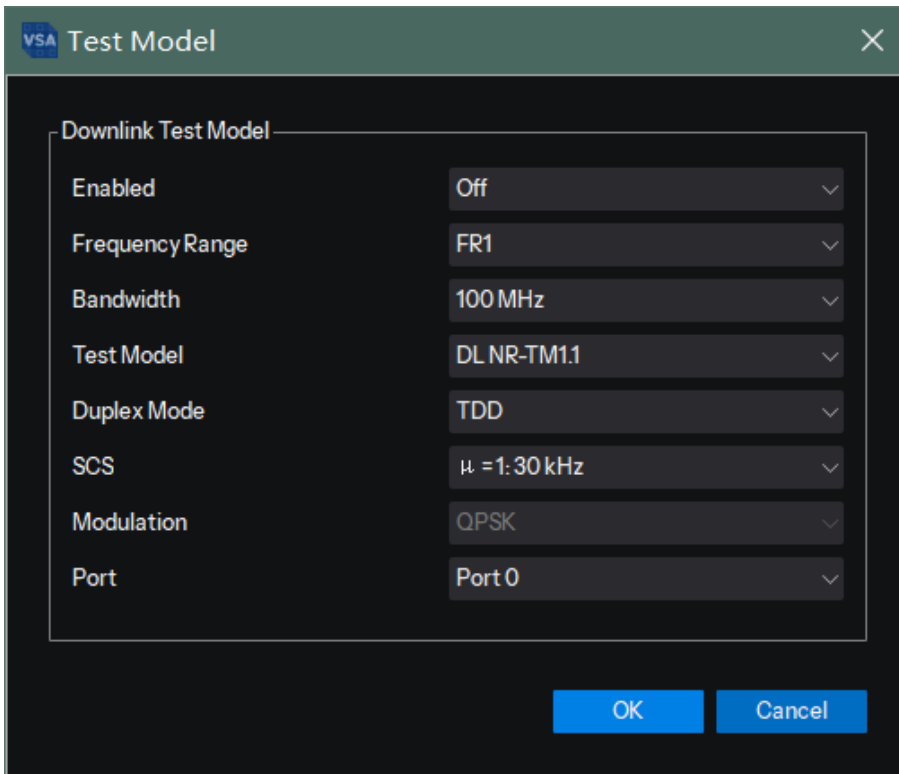 VSA Test Model
Downlink Test Model
Enabled Off
Frequency Range FR1
Bandwidth 100 MHz
Test Model DL NR-TM1.1
Duplex Mode TDD
SCS μ =1: 30 kHz
Modulation QPSK
Port Port 0
OK Cancel